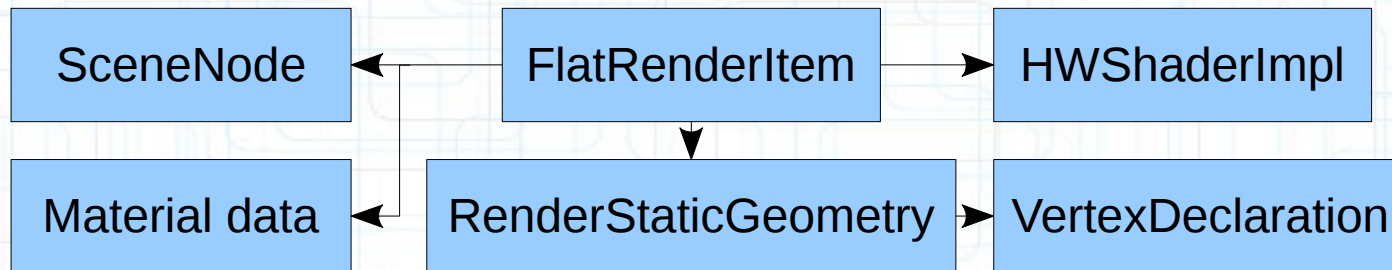 SceneNode
FlatRenderItem
HWShaderImpl
Material data
RenderStaticGeometry
VertexDeclaration